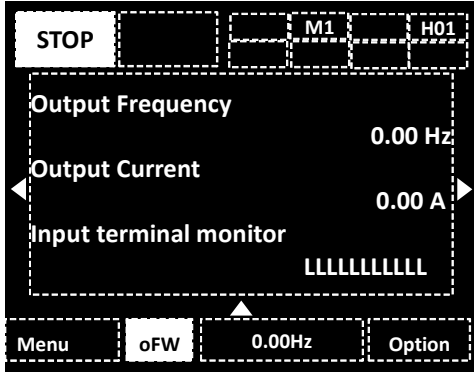 STOP M1 H01
Output Frequency
0.00 Hz
Output Current
0.00 A
Input terminal monitor
LLLLLLLLLLL
Menu oFW 0.00Hz Option